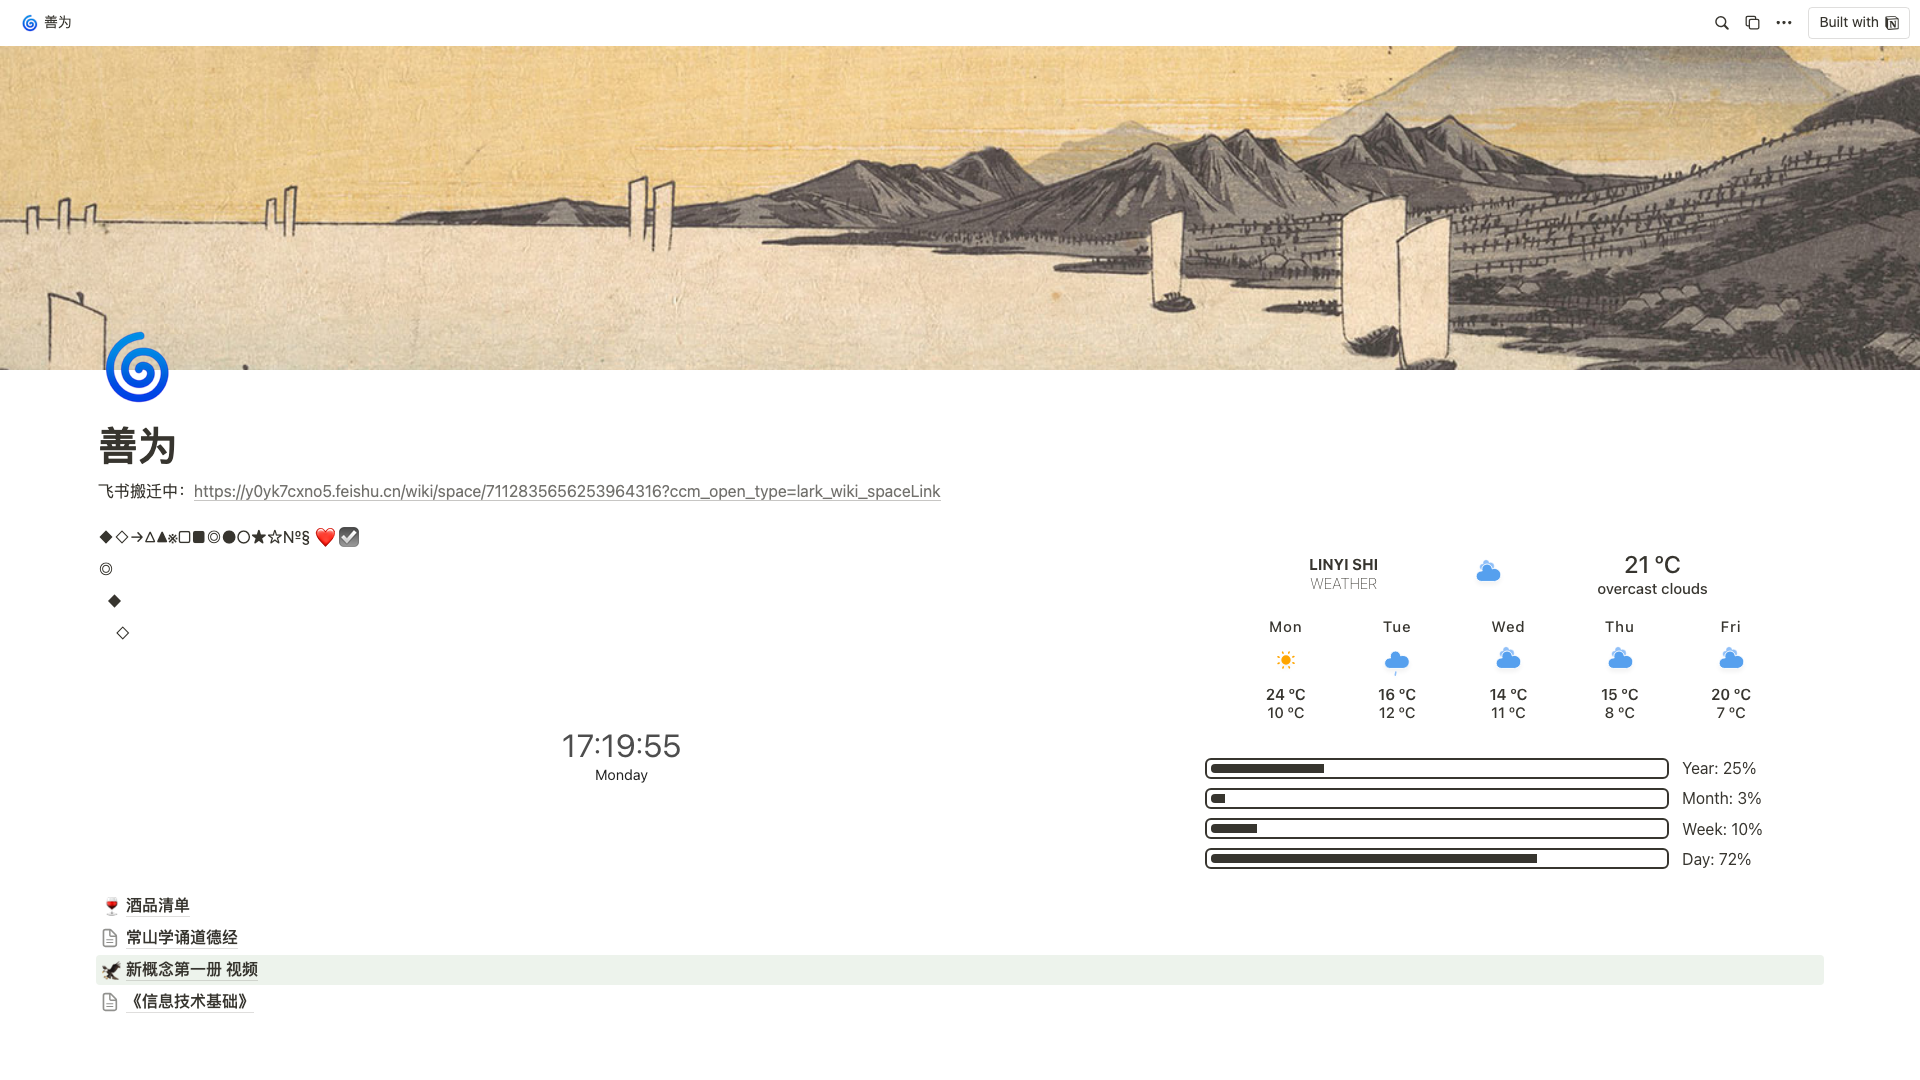 善为
Built with
善为
飞书搬迁中：https://y0yk7cxno5.feishu.cn/wiki/space/7112835656253964316?ccm_open_type=lark_wiki_spaceLink
◆◇→△▲※□■◎●○★☆№§ ❤️☑️
◎
◆
◇
LINYI SHI
WEATHER
21 °C
overcast clouds
Mon Tue Wed Thu Fri
24 °C 16 °C 14 °C 15 °C 20 °C
10 °C 12 °C 11 °C 8 °C 7 °C
17:19:55
Monday
Year: 25%
Month: 3%
Week: 10%
Day: 72%
酒品清单
常山学诵道德经
新概念第一册 视频
《信息技术基础》